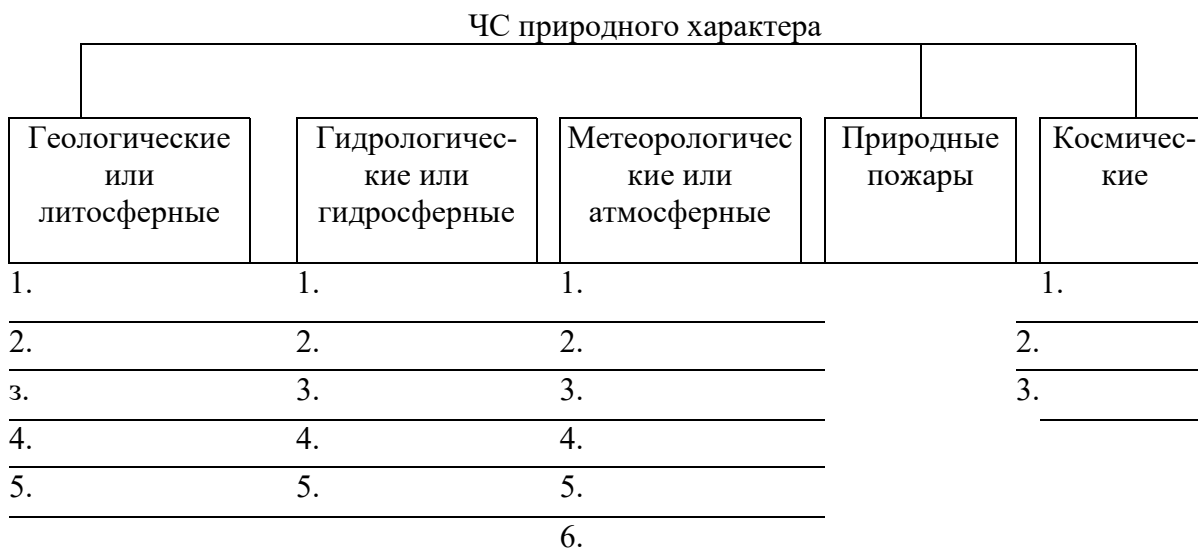 ЧС природного характера
Геологические
или
литосферные
Гидрологичес-
кие или
гидросферные
Метеорологичес
кие или
атмосферные
Природные
пожары
Космичес-
кие
1. 1. 1. 1.
2. 2. 2. 2.
з. 3. 3. 3.
4. 4. 4.
5. 5. 5.
6.